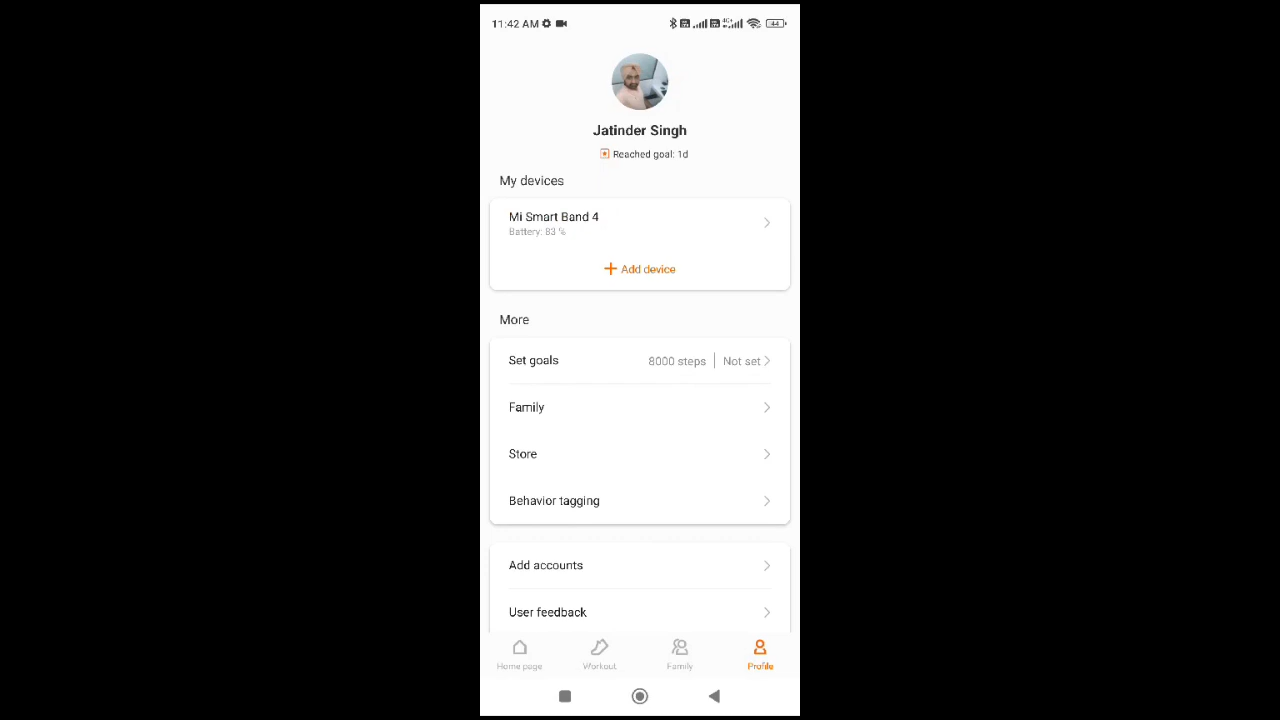 11:42 AM
44
Jatinder Singh
Reached goal: 1d
My devices
Mi Smart Band 4
Battery: 83 %
Add device
More
Set goals 8000 steps Not set
Family
Store
Behavior tagging
Add accounts
User feedback
Home page Workout Family Profile